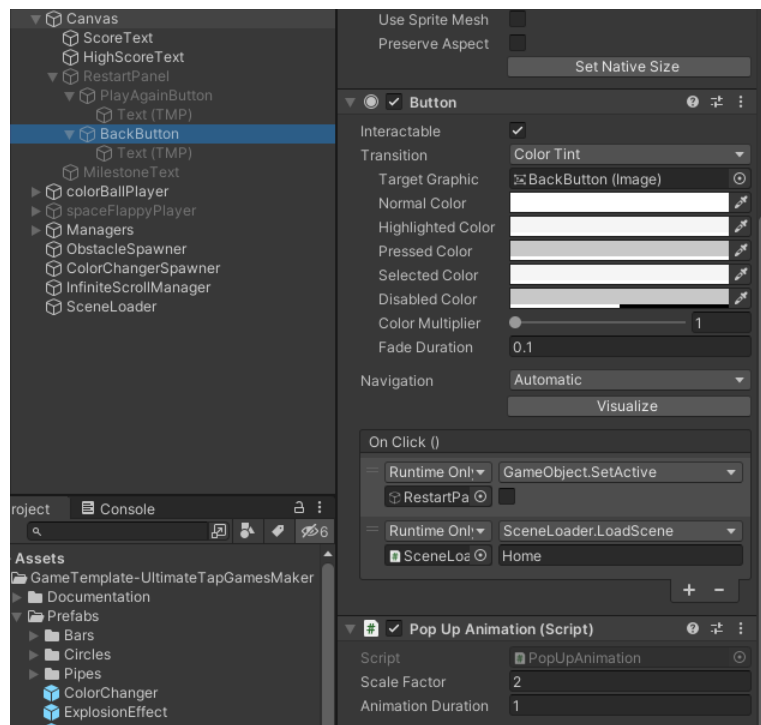 Canvas
ScoreText
HighScoreText
RestartPanel
PlayAgainButton
Text (TMP)
BackButton
Text (TMP)
MilestoneText
colorBallPlayer
spaceFlappyPlayer
Managers
ObstacleSpawner
ColorChangerSpawner
InfiniteScrollManager
SceneLoader
roject
Console
6
Assets
GameTemplate-UltimateTapGamesMaker
Documentation
Prefabs
Bars
Circles
Pipes
ColorChanger
ExplosionEffect
Use Sprite Mesh
Preserve Aspect
Set Native Size
Button
Interactable
Transition Color Tint
Target Graphic BackButton (Image)
Normal Color
Highlighted Color
Pressed Color
Selected Color
Disabled Color
Color Multiplier 1
Fade Duration 0.1
Navigation Automatic
Visualize
On Click ()
Runtime Only GameObject.SetActive
RestartPa
Runtime Only SceneLoader.LoadScene
SceneLoa Home
+ -
# Pop Up Animation (Script)
Script PopUpAnimation
Scale Factor 2
Animation Duration 1